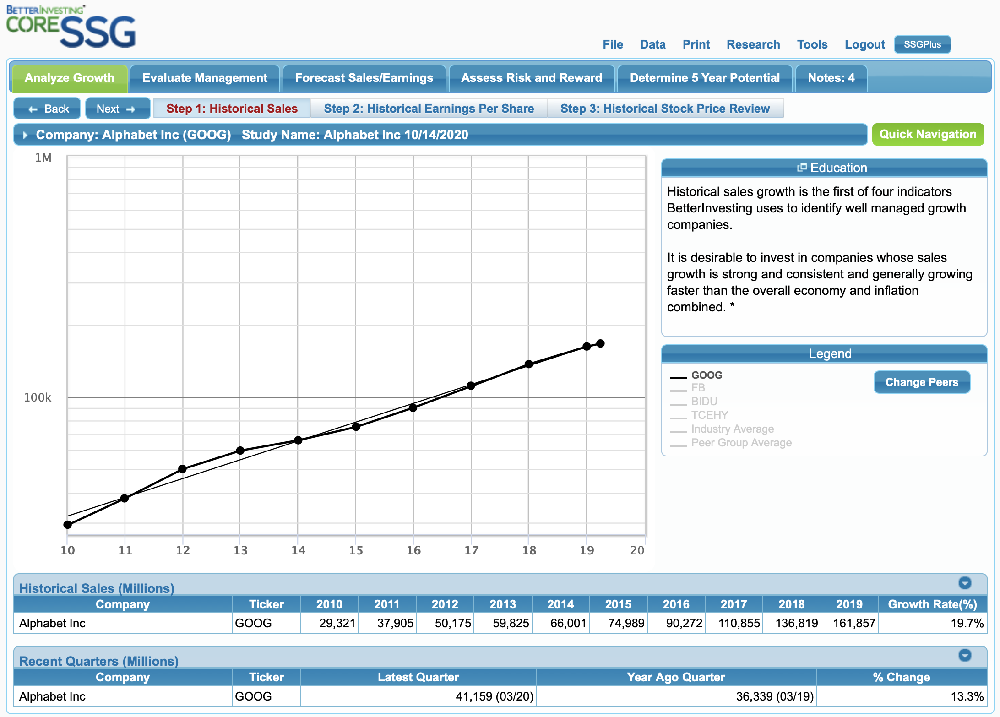 BETTERINVESTING™
CORESSG
File Data Print Research Tools Logout SSGPlus
Analyze Growth Evaluate Management Forecast Sales/Earnings Assess Risk and Reward Determine 5 Year Potential Notes: 4
Back Next Step 1: Historical Sales Step 2: Historical Earnings Per Share Step 3: Historical Stock Price Review
Company: Alphabet Inc (GOOG) Study Name: Alphabet Inc 10/14/2020 Quick Navigation
1M
100k
10 11 12 13 14 15 16 17 18 19 20
Education
Historical sales growth is the first of four indicators
BetterInvesting uses to identify well managed growth
companies.
It is desirable to invest in companies whose sales
growth is strong and consistent and generally growing
faster than the overall economy and inflation
combined. *
Legend
GOOG
Change Peers
FB
BIDU
TCEHY
Industry Average
Peer Group Average
Historical Sales (Millions)
Company Ticker 2010 2011 2012 2013 2014 2015 2016 2017 2018 2019 Growth Rate(%)
Alphabet Inc GOOG 29,321 37,905 50,175 59,825 66,001 74,989 90,272 110,855 136,819 161,857 19.7%
Recent Quarters (Millions)
Company Ticker Latest Quarter Year Ago Quarter % Change
Alphabet Inc GOOG 41,159 (03/20) 36,339 (03/19) 13.3%